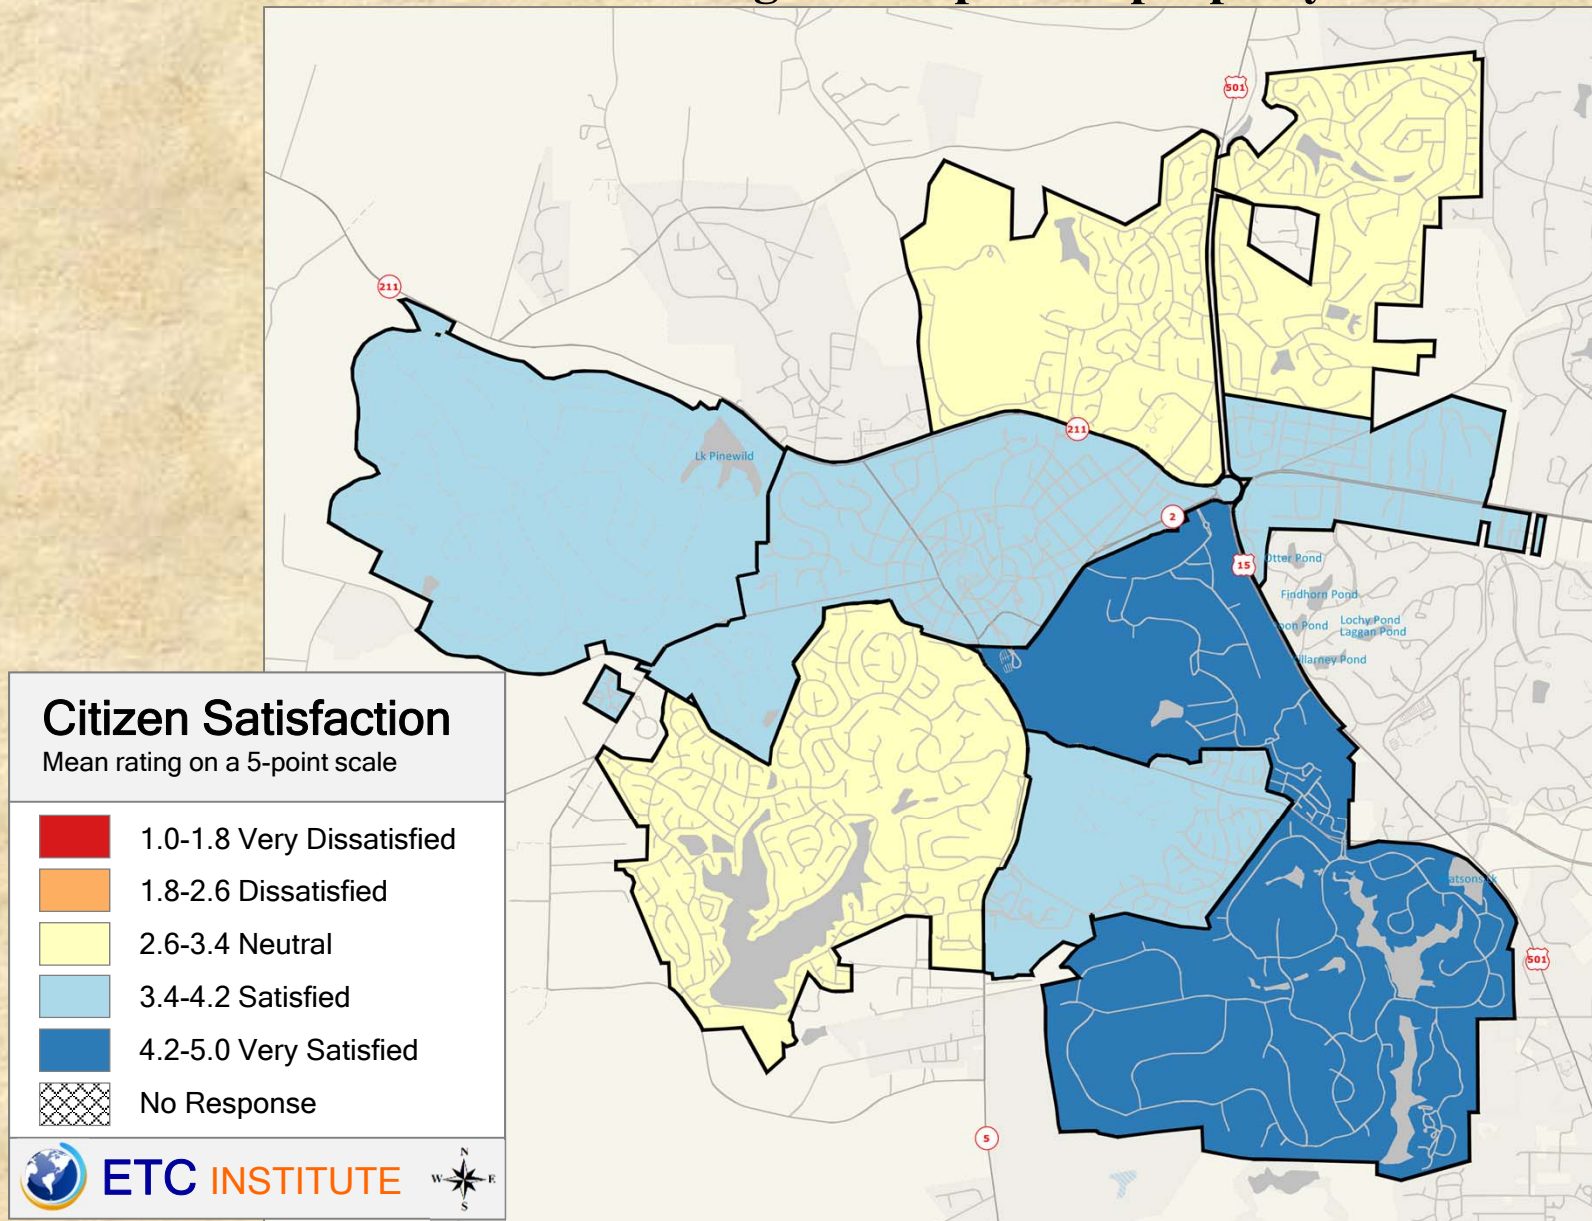 501
211
211
Lk Pinewild
2
15
Otter Pond
Findhorn Pond
Lochy Pond
Laggan Pond
Citizen Satisfaction
Mean rating on a 5-point scale
1.0-1.8 Very Dissatisfied
1.8-2.6 Dissatisfied
2.6-3.4 Neutral
3.4-4.2 Satisfied
4.2-5.0 Very Satisfied
No Response
501
5
ETC INSTITUTE
N
W E
S